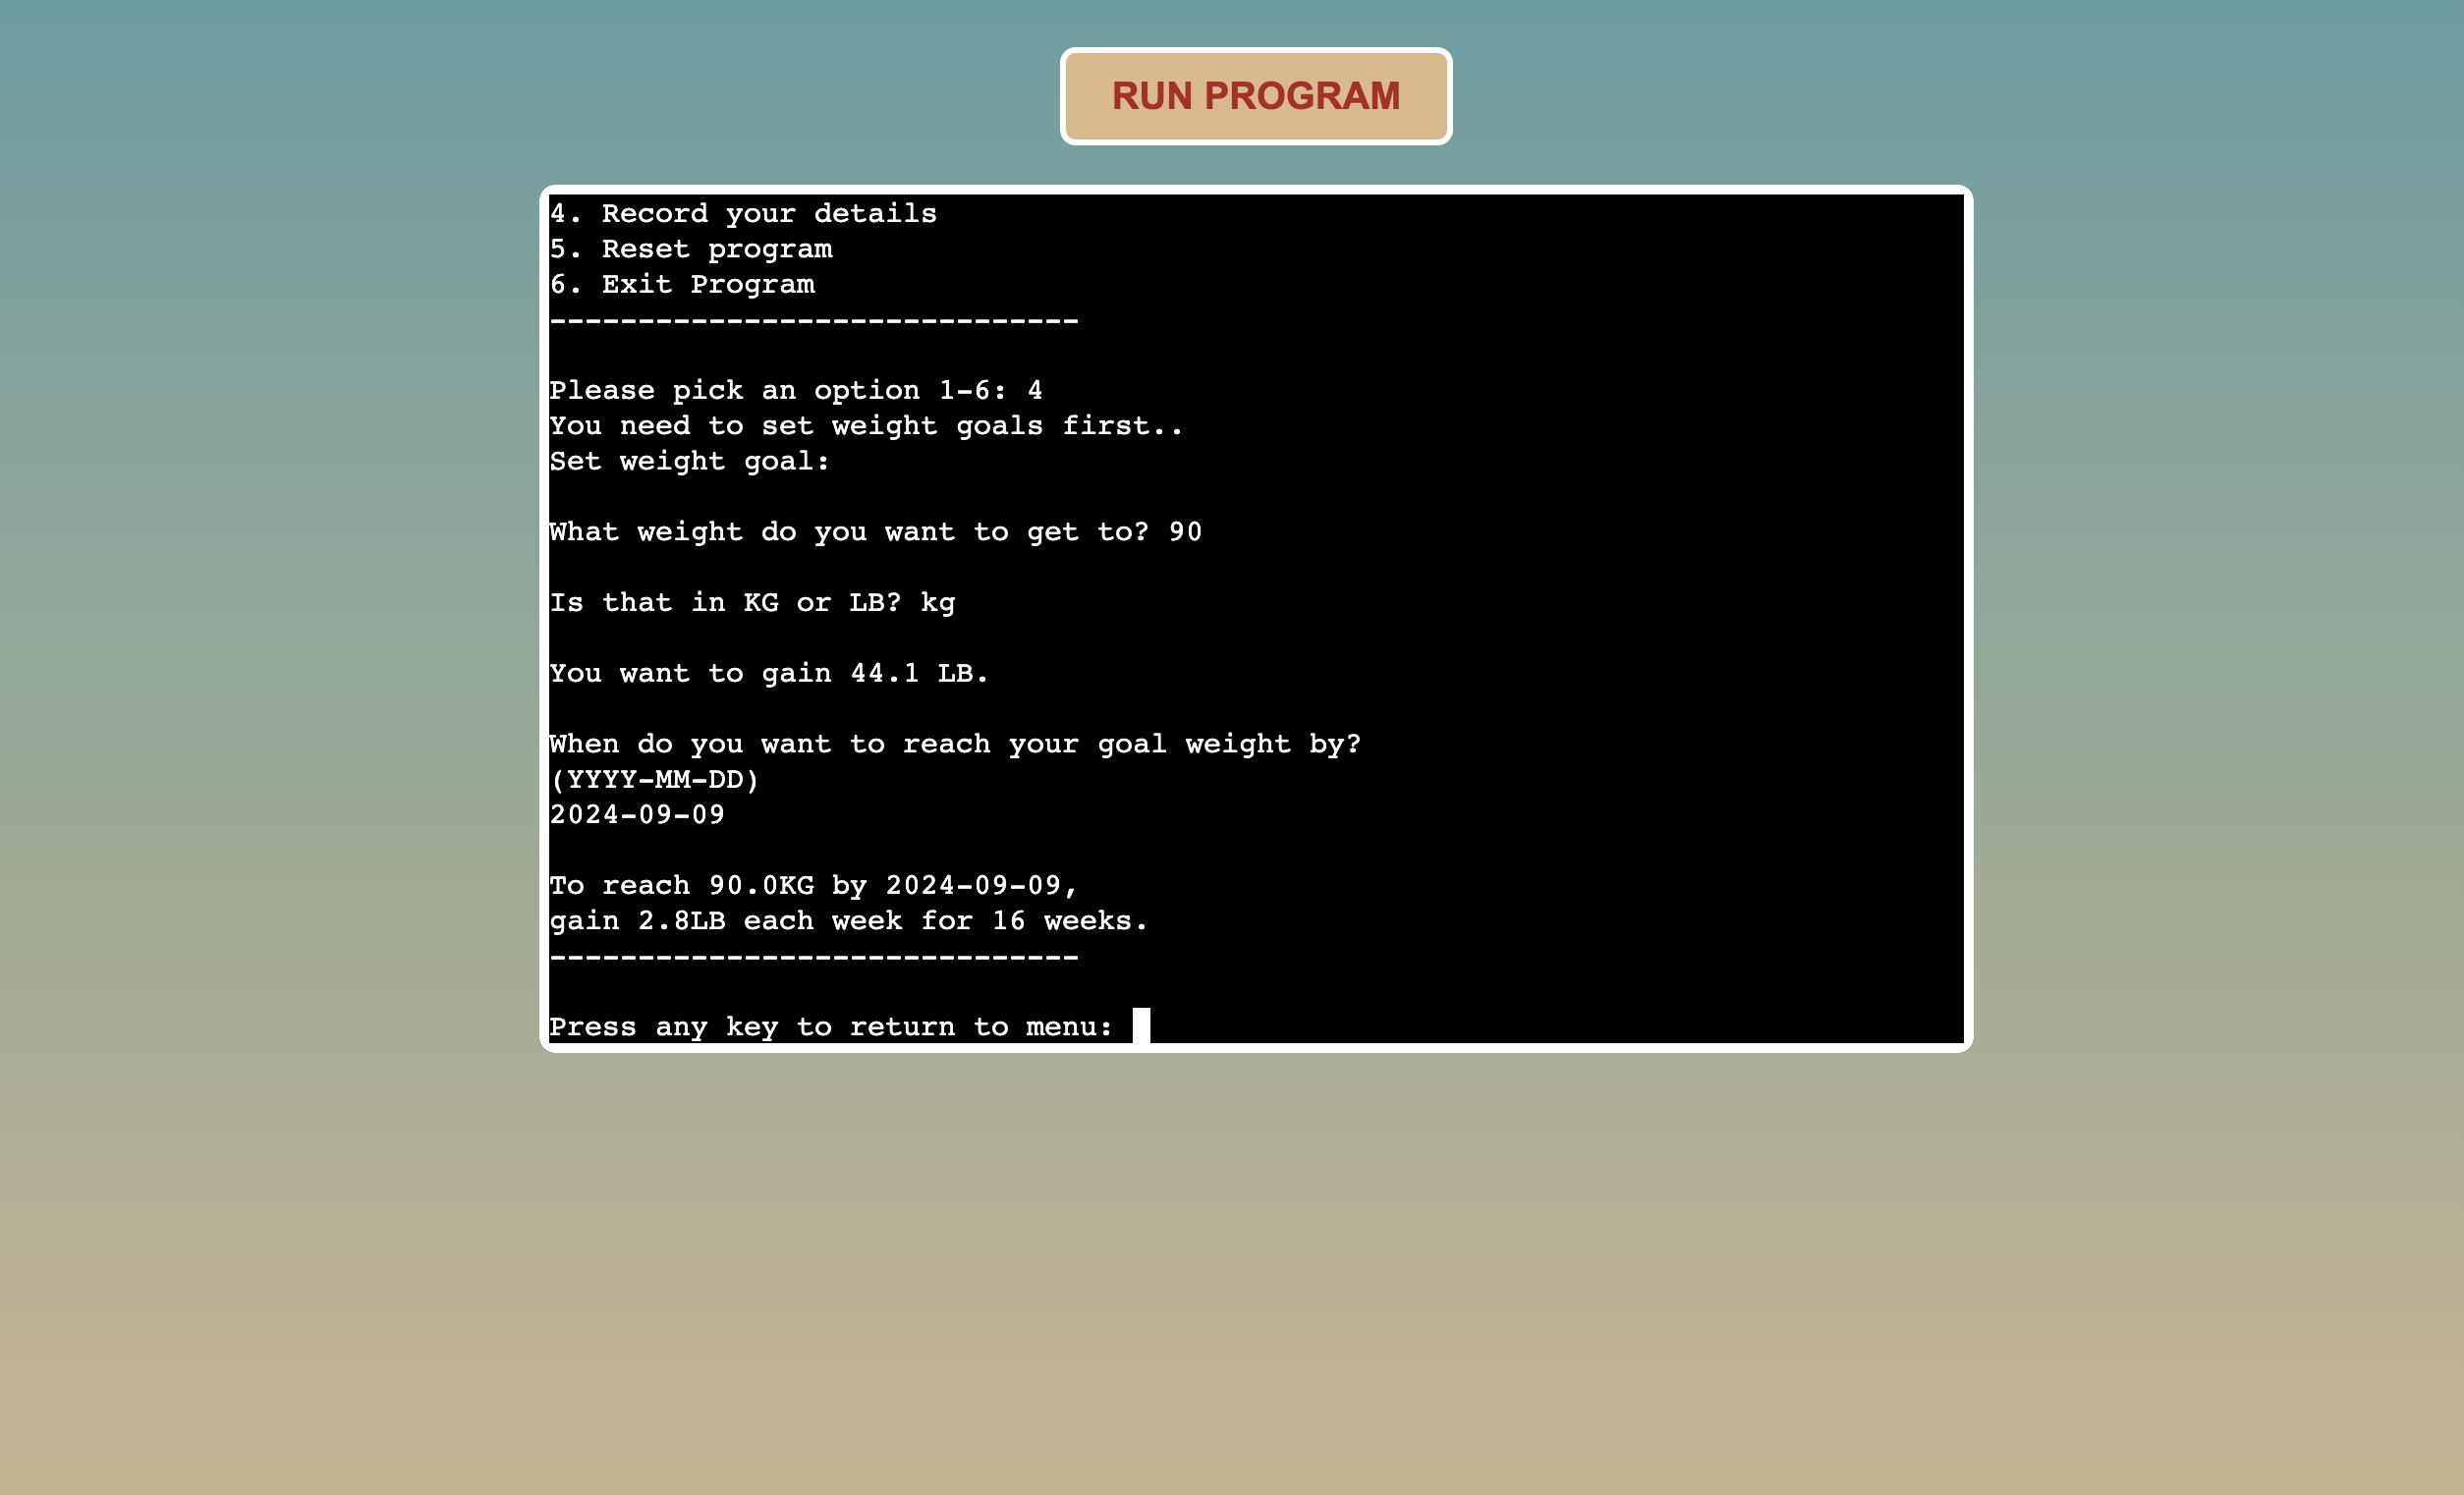 RUN PROGRAM
4. Record your details
5. Reset program
6. Exit Program
------------------------------
Please pick an option 1-6: 4
You need to set weight goals first..
Set weight goal:
What weight do you want to get to? 90
Is that in KG or LB? kg
You want to gain 44.1 LB.
When do you want to reach your goal weight by?
(YYYY-MM-DD)
2024-09-09
To reach 90.0KG by 2024-09-09,
gain 2.8LB each week for 16 weeks.
------------------------------
Press any key to return to menu: